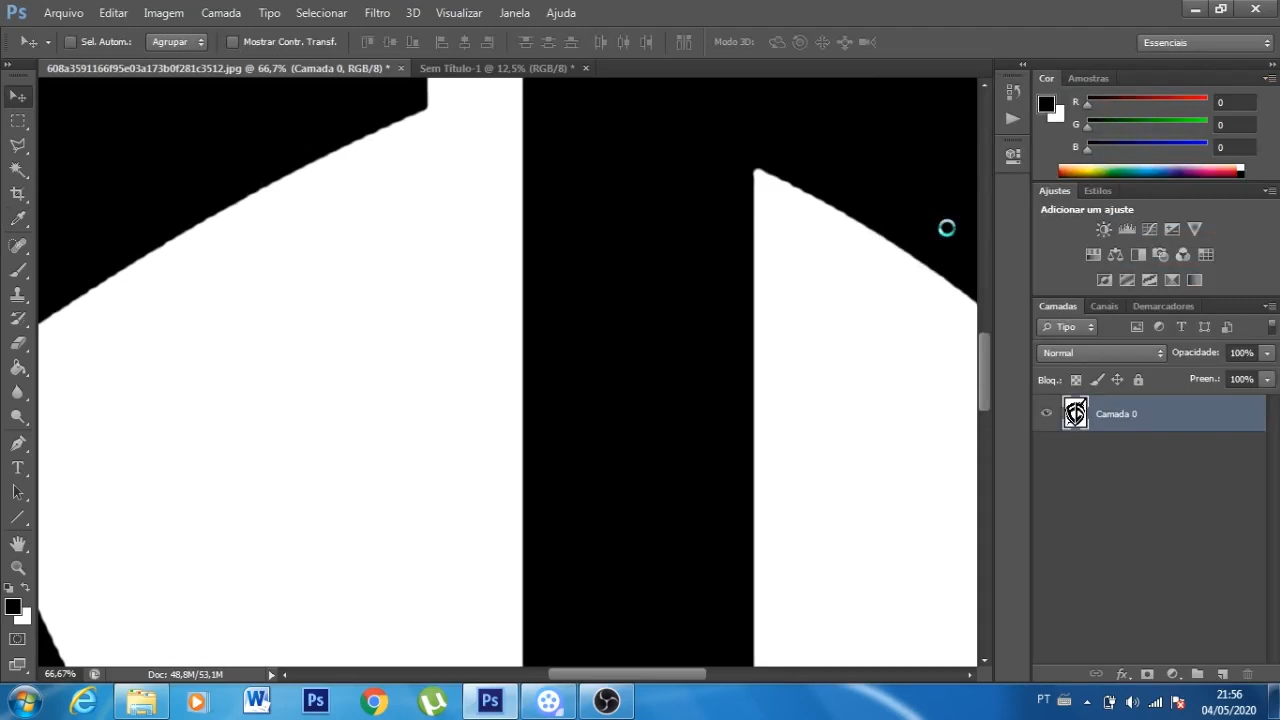 Ps Arquivo Editar Imagem Camada Tipo Selecionar Filtro 3D Visualizar Janela Ajuda
Sel. Autom.: Agrupar Mostrar Contr. Transf. Modo 3D: Essenciais
608a3591166f95e03a173b0f281c3512.jpg @ 66,7% (Camada 0, RGB/8) * × Sem Título-1 @ 12,5% (RGB/8) * ×
Cor Amostras
R 0
G 0
B 0
Ajustes Estilos
Adicionar um ajuste
Camadas Canais Demarcadores
Tipo
Normal Opacidade: 100%
Bloq.: Preen.: 100%
Camada 0
66,67% Doc: 48,8M/53,1M
PT 21:56
04/05/2020